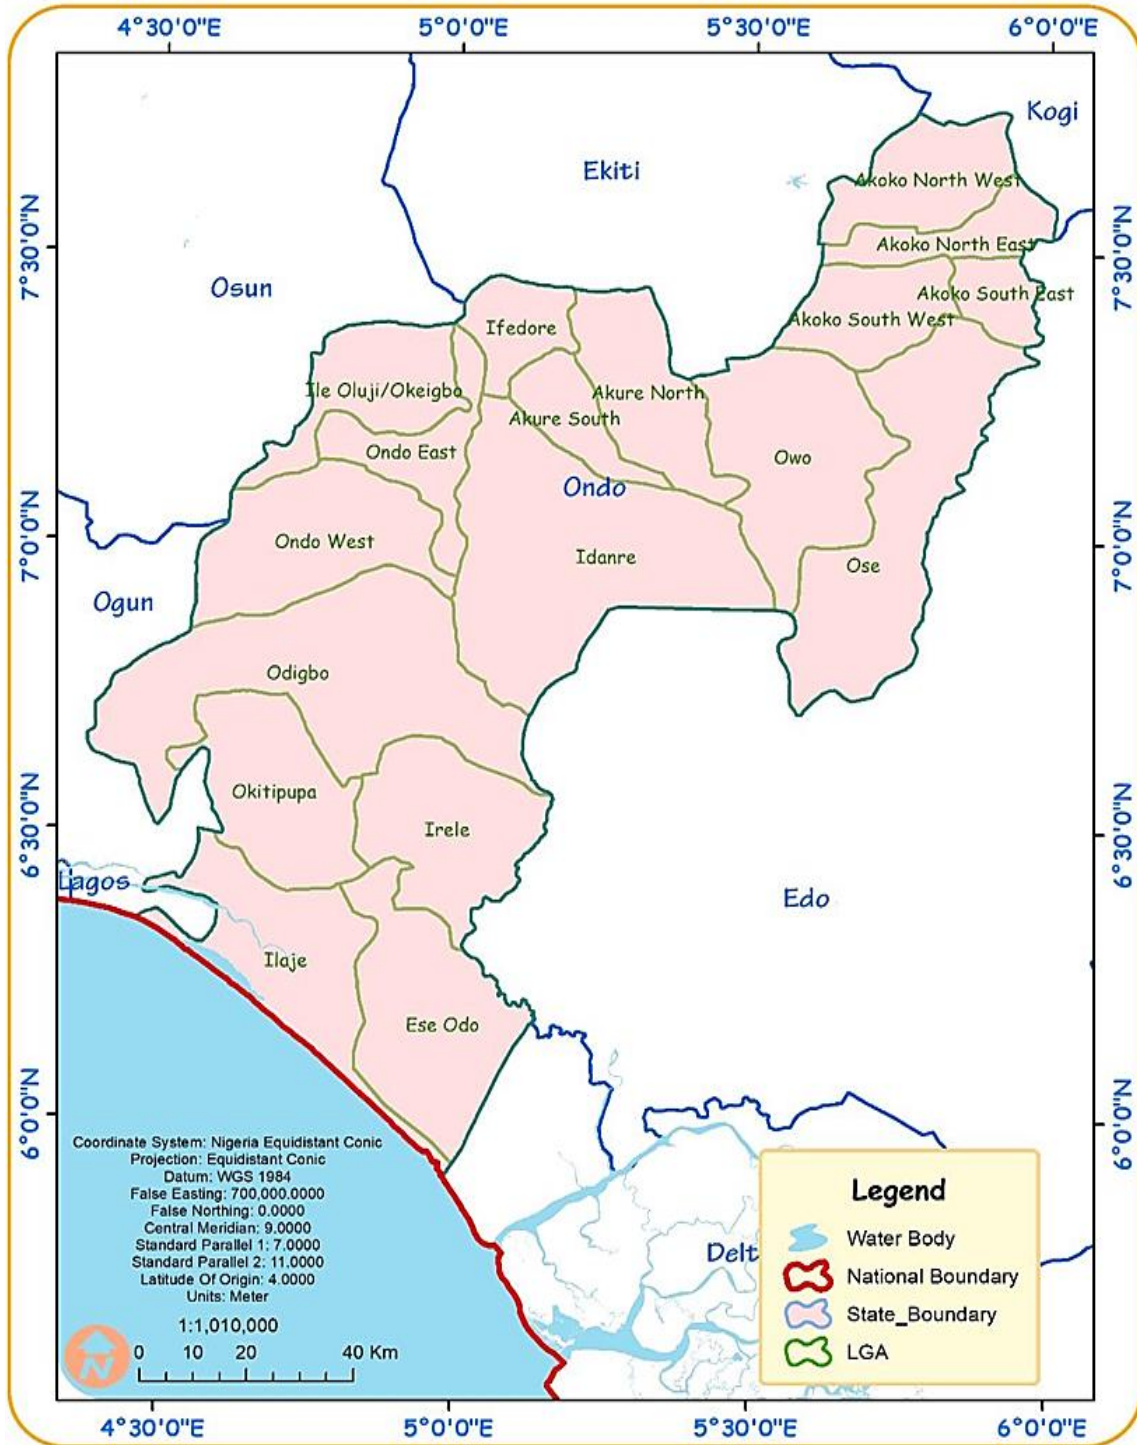 4°30'0"E 5°0'0"E 5°30'0"E 6°0'0"E
Kogi
Ekiti
Akoko North West
7°30'0"N
7°30'0"N
Akoko North East
Osun
Akoko South East
Akoko South West
Ifedore
Ile Oluji/Okeigbo
Akure North
Akure South
Ondo East
Owo
Ondo
7°0'0"N
7°0'0"N
Ondo West
Idanre
Ose
Ogun
Odigbo
Okitipupa
Irele
6°30'0"N
6°30'0"N
Lagos
Edo
Ilaje
Ese Odo
6°0'0"N
6°0'0"N
Coordinate System: Nigeria Equidistant Conic
Projection: Equidistant Conic
Datum: WGS 1984
False Easting: 700,000.0000
False Northing: 0.0000
Central Meridian: 9.0000
Standard Parallel 1: 7.0000
Standard Parallel 2: 11.0000
Latitude Of Origin: 4.0000
Units: Meter
1:1,010,000
N
0 10 20 40 Km
Delt
Legend
Water Body
National Boundary
State_Boundary
LGA
4°30'0"E 5°0'0"E 5°30'0"E 6°0'0"E